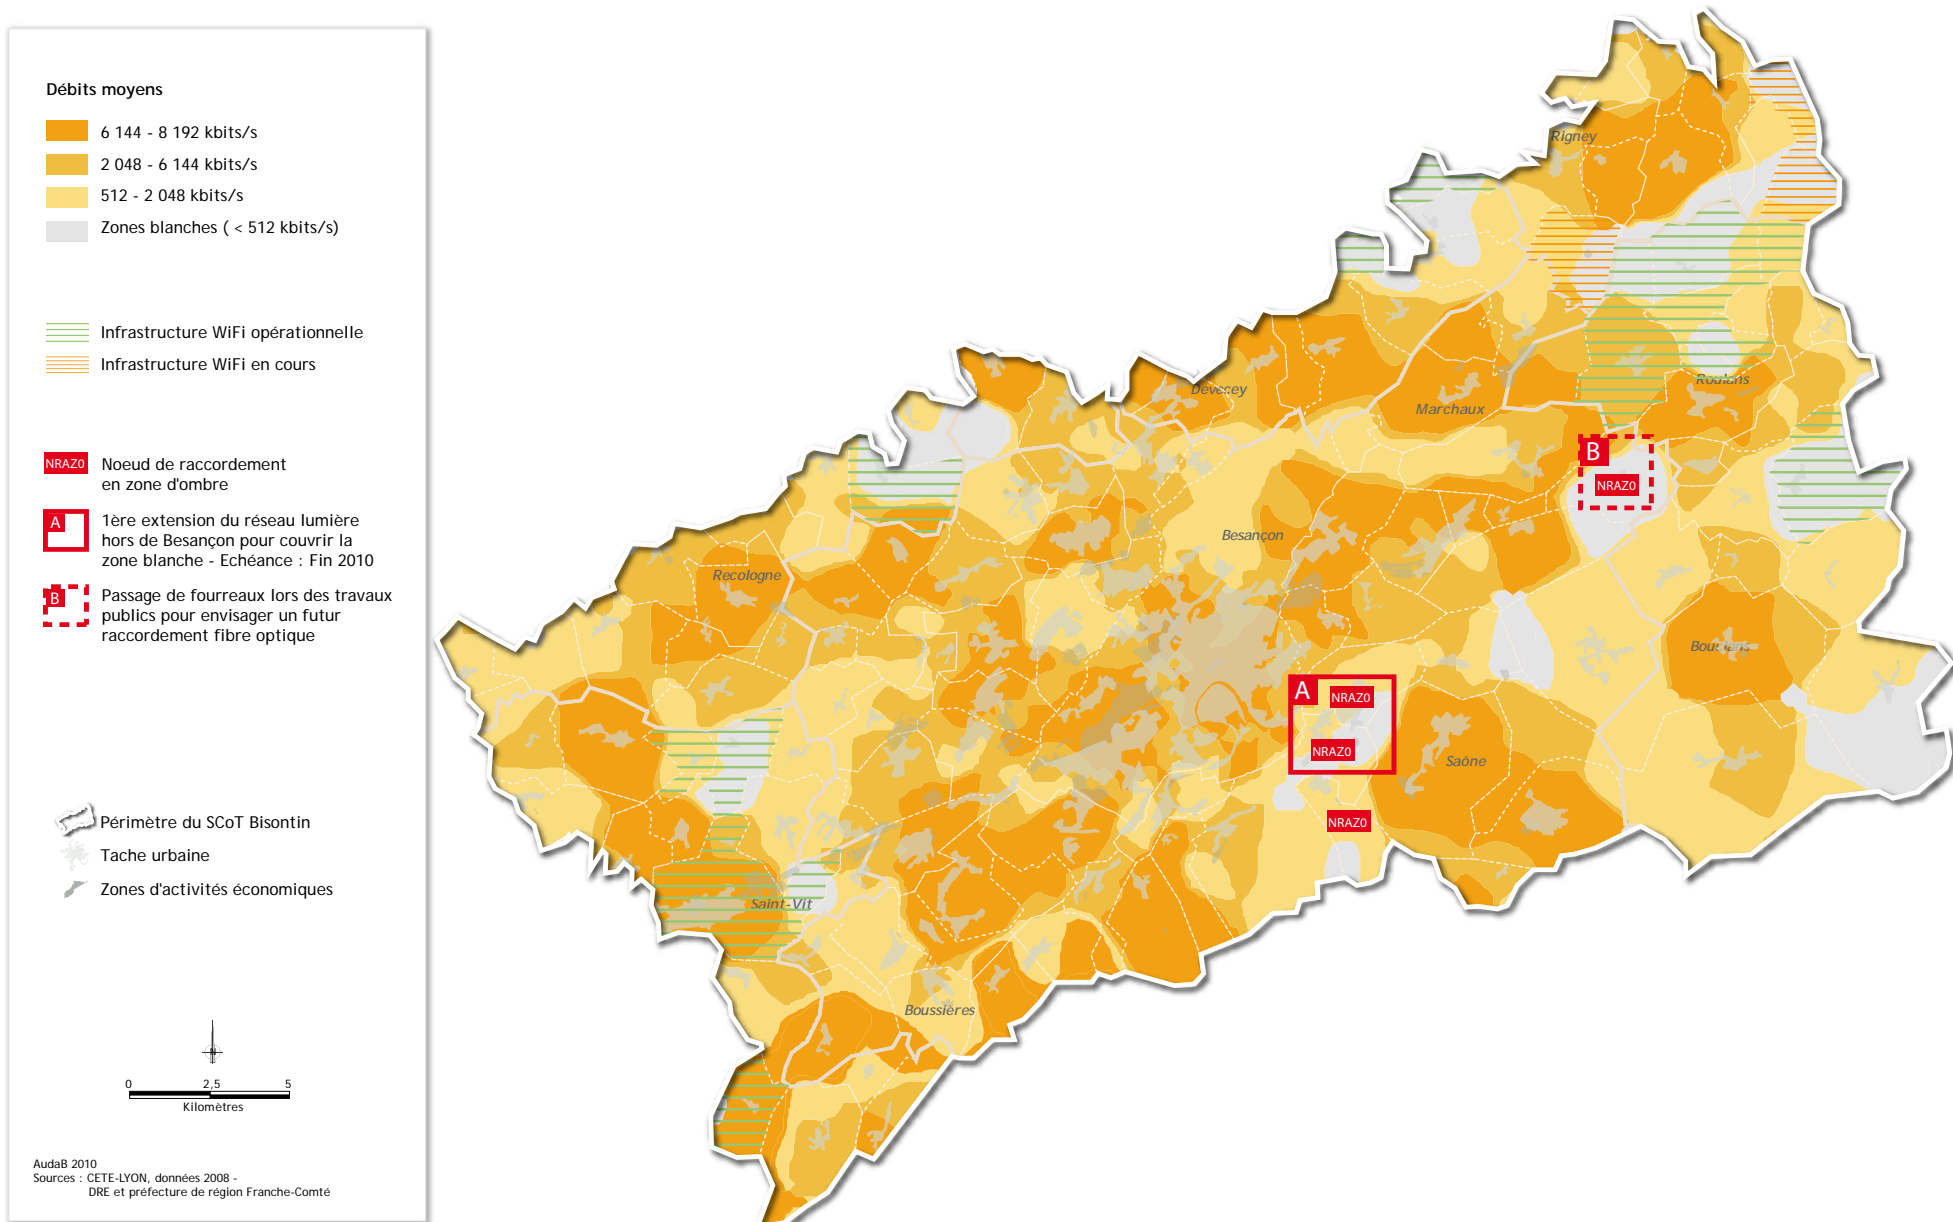 Débits moyens
6 144 - 8 192 kbits/s
2 048 - 6 144 kbits/s
512 - 2 048 kbits/s
Zones blanches ( < 512 kbits/s)
Infrastructure WiFi opérationnelle
Infrastructure WiFi en cours
NRAZO Noeud de raccordement
en zone d'ombre
A 1ère extension du réseau lumière
hors de Besançon pour couvrir la
zone blanche - Echéance : Fin 2010
B Passage de fourreaux lors des travaux
publics pour envisager un futur
raccordement fibre optique
Périmètre du SCoT Bisontin
Tache urbaine
Zones d'activités économiques
N
0 2,5 5
Kilomètres
AudaB 2010
Sources : CETE-LYON, données 2008 -
DRE et préfecture de région Franche-Comté
Rigney
Devecey
Roulans
Marchaux
B
NRAZO
Besançon
Recologne
Bouclans
A
NRAZO
NRAZO
Saône
NRAZO
Saint-Vit
Boussières